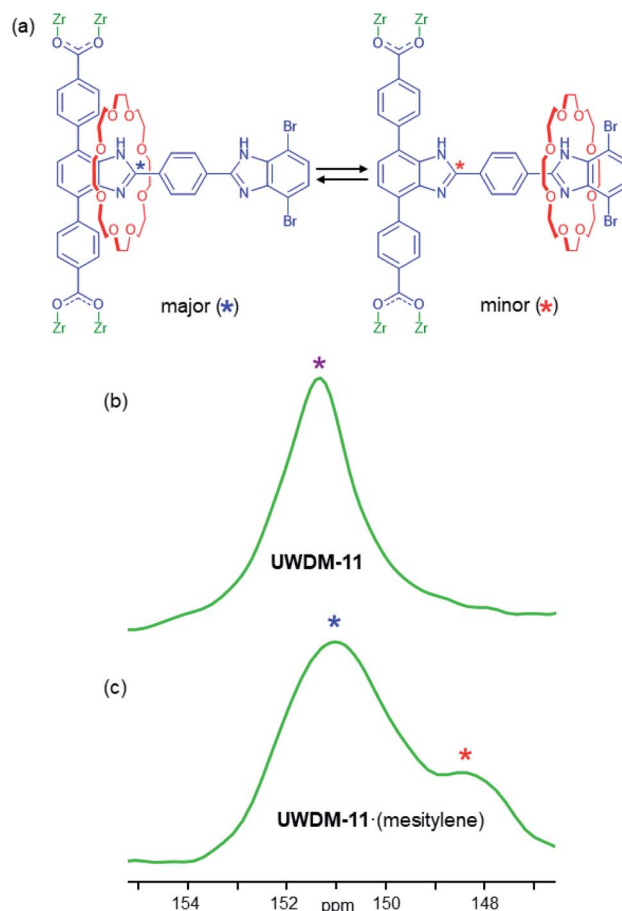 (a)
Zr Zr Zr Zr
O O O O
Br Br
O O O O
NH NH NH NH
O O * O O * O O
N N N N
O O O O
Br Br
O O O O
Zr Zr major (*) Zr Zr minor (*)
*
(b)
UWDM-11
*
(c)
*
UWDM-11·(mesitylene)
154 152 ppm 150 148